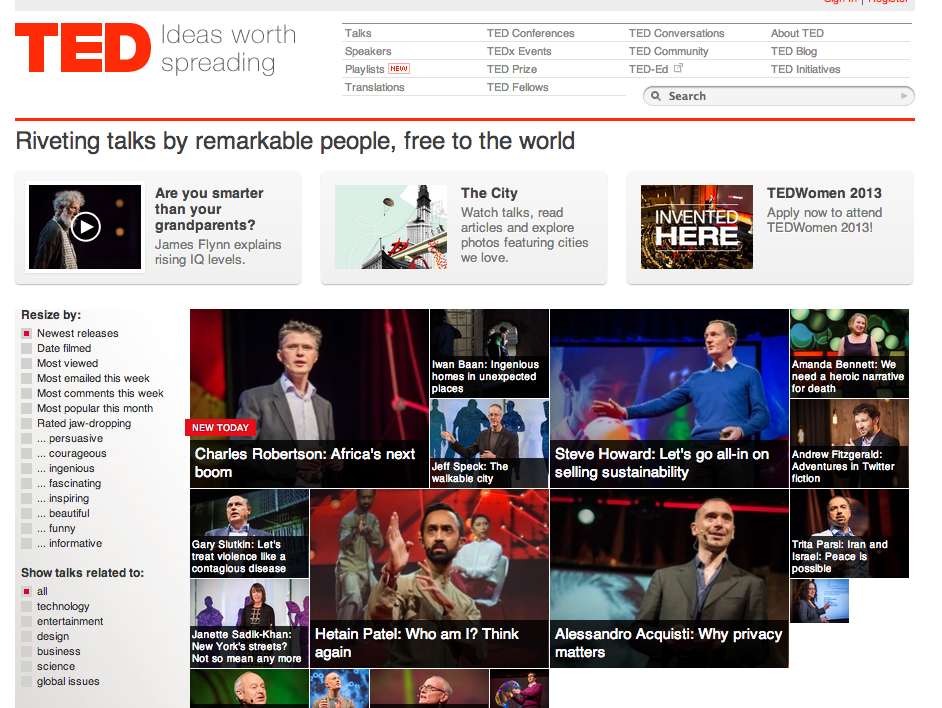 Sign in | Register
TED Ideas worth
spreading
Talks
Speakers
Playlists NEW
Translations
TED Conferences
TEDx Events
TED Prize
TED Fellows
TED Conversations
TED Community
TED-Ed
About TED
TED Blog
TED Initiatives
Search
Riveting talks by remarkable people, free to the world
Are you smarter
than your
grandparents?
James Flynn explains
rising IQ levels.
The City
Watch talks, read
articles and explore
photos featuring cities
we love.
INVENTED
HERE
TEDWomen 2013
Apply now to attend
TEDWomen 2013!
Resize by:
Newest releases
Date filmed
Most viewed
Most emailed this week
Most comments this week
Most popular this month
Rated jaw-dropping
... persuasive
... courageous
... ingenious
... fascinating
... inspiring
... beautiful
... funny
... informative
Show talks related to:
all
technology
entertainment
design
business
science
global issues
NEW TODAY
Charles Robertson: Africa's next
boom
Iwan Baan: Ingenious
homes in unexpected
places
Jeff Speck: The
walkable city
Steve Howard: Let's go all-in on
selling sustainability
Amanda Bennett: We
need a heroic narrative
for death
Andrew Fitzgerald:
Adventures in Twitter
fiction
Gary Slutkin: Let's
treat violence like a
contagious disease
Janette Sadik-Khan:
New York's streets?
Not so mean any more
Hetain Patel: Who am I? Think
again
Alessandro Acquisti: Why privacy
matters
Trita Parsi: Iran and
Israel: Peace is
possible